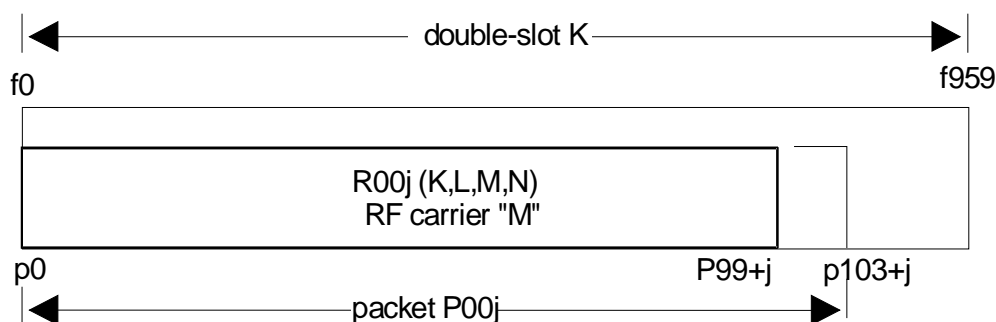 double-slot K
f0 f959
R00j (K,L,M,N)
RF carrier "M"
p0 P99+j p103+j
packet P00j